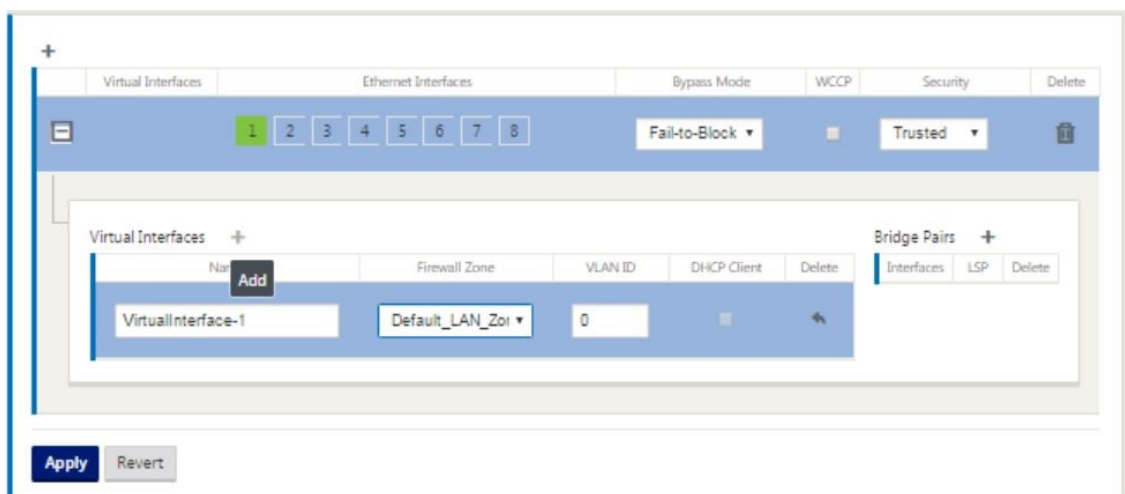 +
Virtual Interfaces Ethernet Interfaces Bypass Mode WCCP Security Delete
1 2 3 4 5 6 7 8 Fail-to-Block Trusted
Virtual Interfaces + Bridge Pairs +
Firewall Zone VLAN ID DHCP Client Delete Interfaces LSP Delete
Add
VirtualInterface-1 Default_LAN_Zo 0
Apply Revert